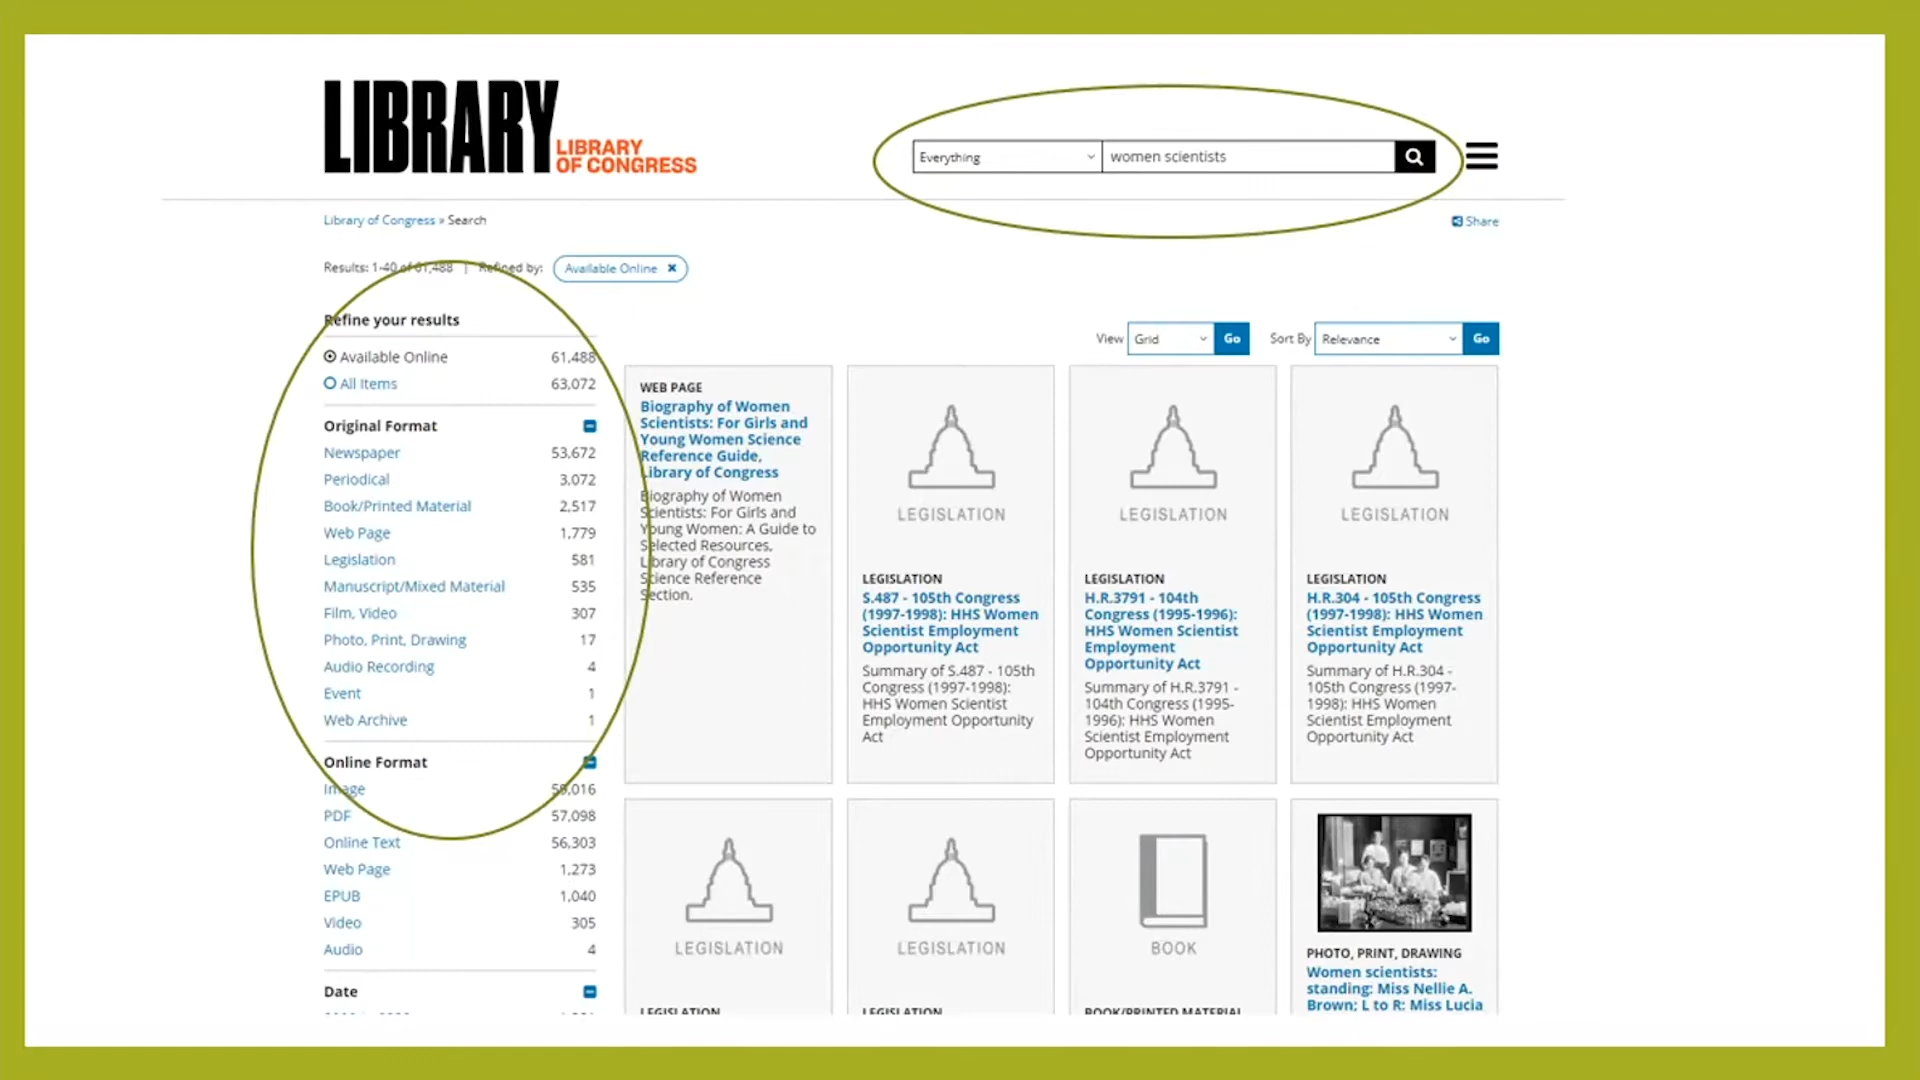 LIBRARY
LIBRARY
OF CONGRESS
Everything
women scientists
Library of Congress » Search
Share
Results: 1-40 of 61,488 | Refined by:
Available Online ×
Refine your results
Available Online 61,488
All Items 63,072
Original Format
Newspaper 53,672
Periodical 3,072
Book/Printed Material 2,517
Web Page 1,779
Legislation 581
Manuscript/Mixed Material 535
Film, Video 307
Photo, Print, Drawing 17
Audio Recording 4
Event 1
Web Archive 1
Online Format
Image 59,016
PDF 57,098
Online Text 56,303
Web Page 1,273
EPUB 1,040
Video 305
Audio 4
Date
View Grid Go Sort By Relevance Go
WEB PAGE
Biography of Women
Scientists: For Girls and
Young Women Science
Reference Guide,
Library of Congress
Biography of Women
Scientists: For Girls and
Young Women: A Guide to
Selected Resources,
Library of Congress
Science Reference
Section.
LEGISLATION
LEGISLATION
S.487 - 105th Congress
(1997-1998): HHS Women
Scientist Employment
Opportunity Act
Summary of S.487 - 105th
Congress (1997-1998):
HHS Women Scientist
Employment Opportunity
Act
LEGISLATION
LEGISLATION
H.R.3791 - 104th
Congress (1995-1996):
HHS Women Scientist
Employment
Opportunity Act
Summary of H.R.3791 -
104th Congress (1995-
1996): HHS Women
Scientist Employment
Opportunity Act
LEGISLATION
LEGISLATION
H.R.304 - 105th Congress
(1997-1998): HHS Women
Scientist Employment
Opportunity Act
Summary of H.R.304 -
105th Congress (1997-
1998): HHS Women
Scientist Employment
Opportunity Act
LEGISLATION
LEGISLATION
LEGISLATION
LEGISLATION
BOOK
BOOK/PRINTED MATERIAL
PHOTO, PRINT, DRAWING
Women scientists:
standing: Miss Nellie A.
Brown; L to R: Miss Lucia